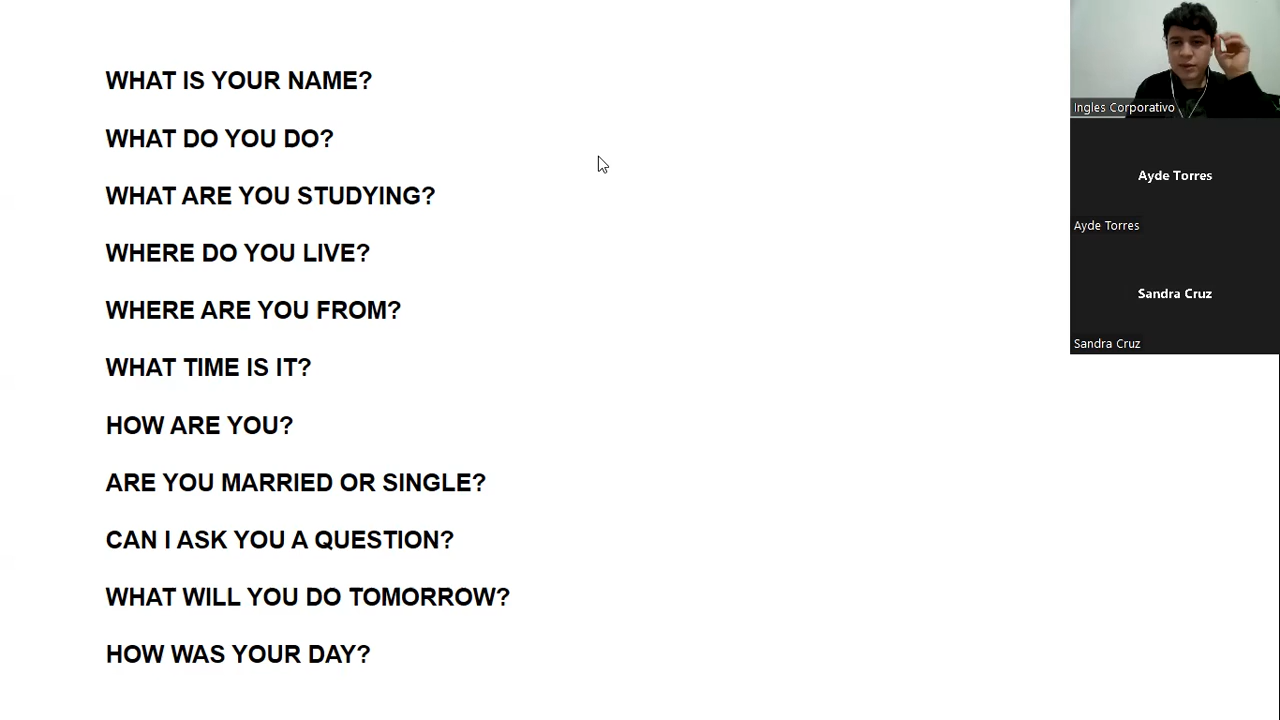 WHAT IS YOUR NAME?
WHAT DO YOU DO?
WHAT ARE YOU STUDYING?
WHERE DO YOU LIVE?
WHERE ARE YOU FROM?
WHAT TIME IS IT?
HOW ARE YOU?
ARE YOU MARRIED OR SINGLE?
CAN I ASK YOU A QUESTION?
WHAT WILL YOU DO TOMORROW?
HOW WAS YOUR DAY?
Ingles Corporativo
Ayde Torres
Ayde Torres
Sandra Cruz
Sandra Cruz